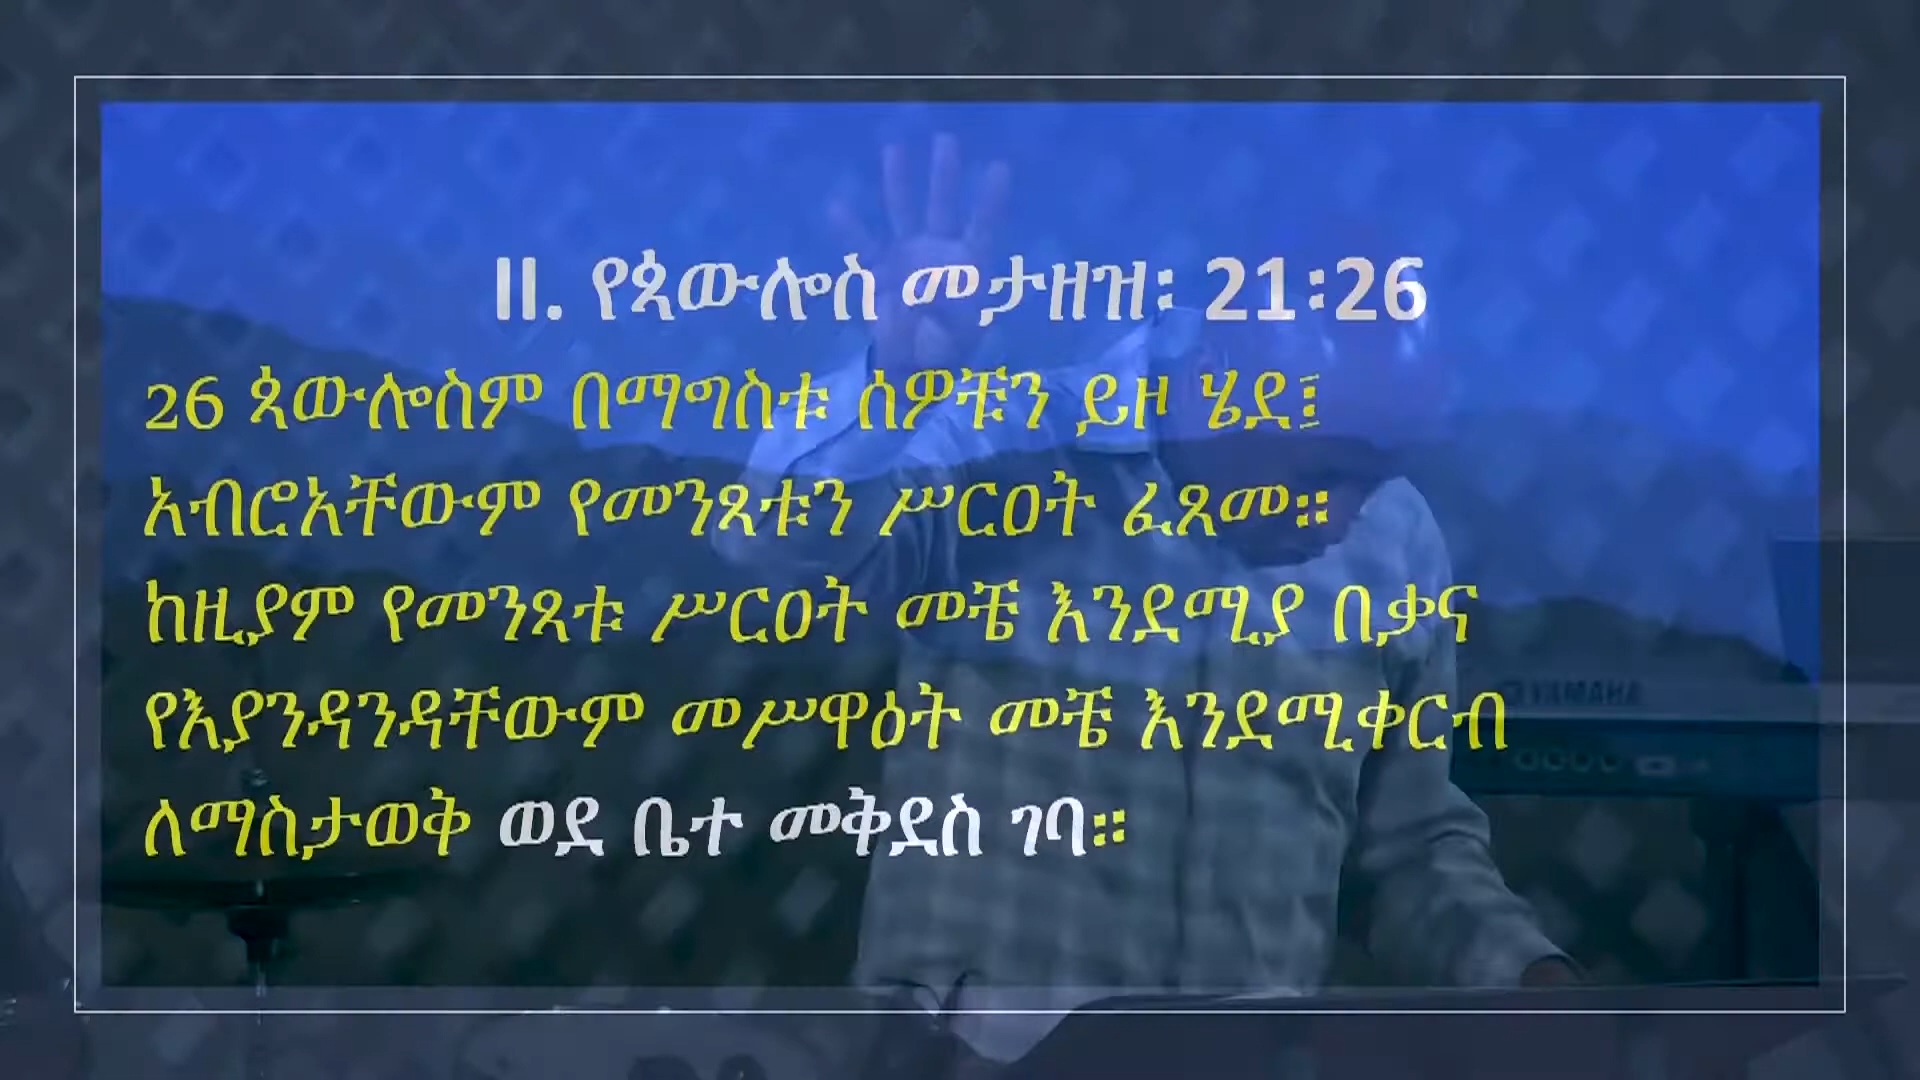 II. የጳውሎስ መታዘዝ፡ 21፡26
26 ጳውሎስም በማግስቱ ሰዎቹን ይዞ ሄደ፤
አብሮአቸውም የመንጻቱን ሥርዐት ፈጸመ።
ከዚያም የመንጻቱ ሥርዐት መቼ እንደሚያ በቃና
የእያንዳንዳቸውም መሥዋዕት መቼ እንደሚቀርብ
ለማስታወቅ ወደ ቤተ መቅደስ ገባ።
YAMAHA